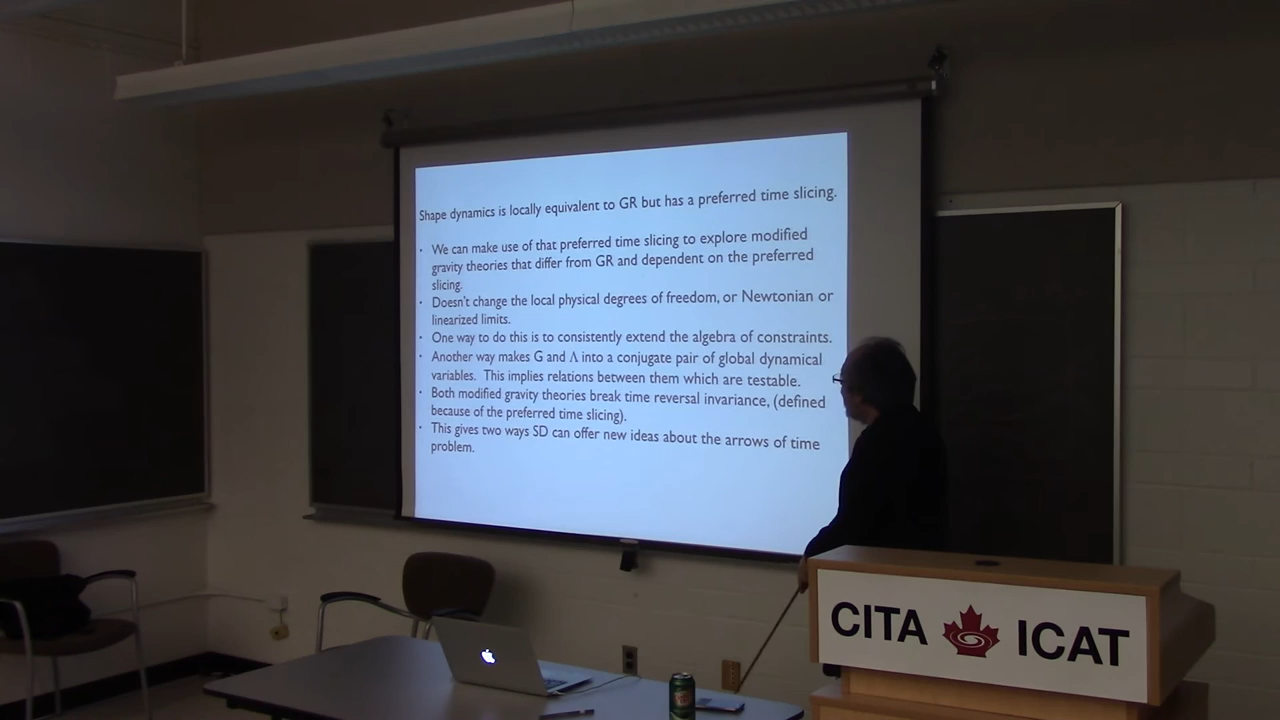 Shape dynamics is locally equivalent to GR but has a preferred time slicing.
• We can make use of that preferred time slicing to explore modified
gravity theories that differ from GR and dependent on the preferred
slicing.
• Doesn't change the local physical degrees of freedom, or Newtonian or
linearized limits.
• One way to do this is to consistently extend the algebra of constraints.
• Another way makes G and Λ into a conjugate pair of global dynamical
variables. This implies relations between them which are testable.
• Both modified gravity theories break time reversal invariance, (defined
because of the preferred time slicing).
• This gives two ways SD can offer new ideas about the arrows of time
problem.
CITA ICAT